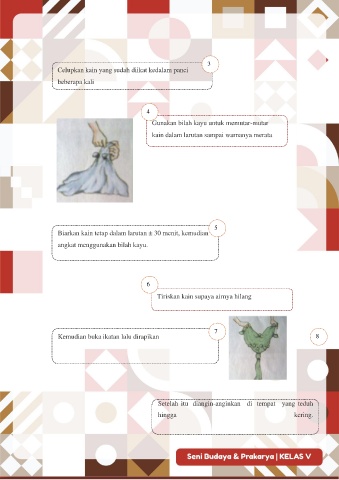 3
Celupkan kain yang sudah diikat kedalam panci
beberapa kali
4
Gunakan bilah kayu untuk memutar-mutar
kain dalam larutan sampai warnanya merata
5
Biarkan kain tetap dalam larutan ± 30 menit, kemudian
angkat menggunakan bilah kayu.
6
Tiriskan kain supaya airnya hilang
7
Kemudian buka ikatan lalu dirapikan
8
Setelah itu diangin-anginkan di tempat yang teduh
hingga kering.
Seni Budaya & Prakarya | KELAS V